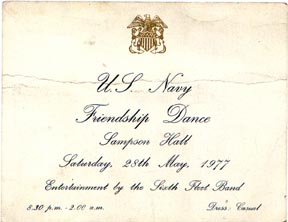 U.S. Navy
Friendship Dance
Sampson Hall
Saturday, 28th May, 1977
Entertainment by the Sixth Fleet Band
8.30 p.m. - 2.00 a.m. Dress: Casual